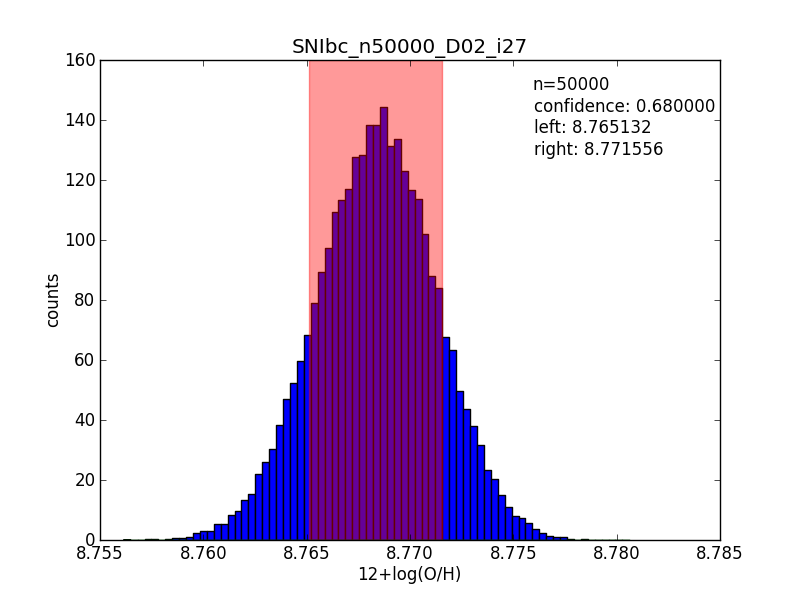 SNIbc_n50000_D02_i27
160
140
120
100
80
60
40
20
0
counts
n=50000
confidence: 0.680000
left: 8.765132
right: 8.771556
8.755 8.760 8.765 8.770 8.775 8.780 8.785
12+log(O/H)